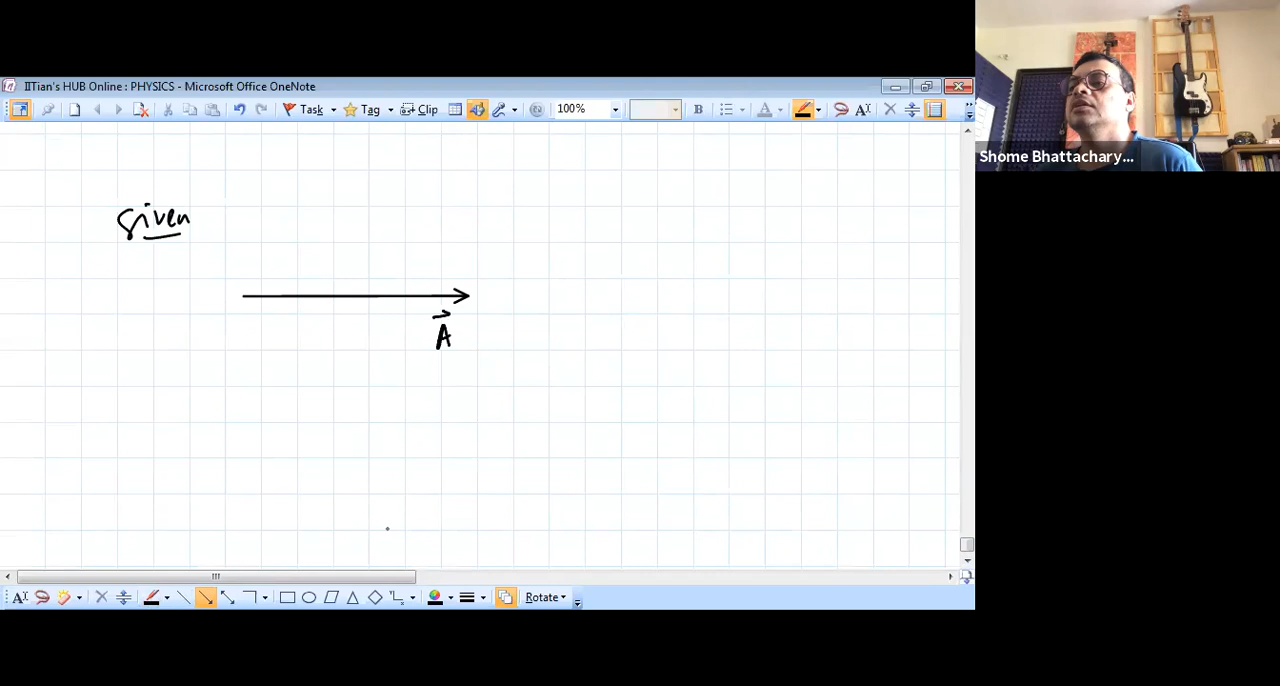 IITian's HUB Online : PHYSICS - Microsoft Office OneNote
Task Tag Clip 100% B A
Given
A
Rotate
Shome Bhattachary...